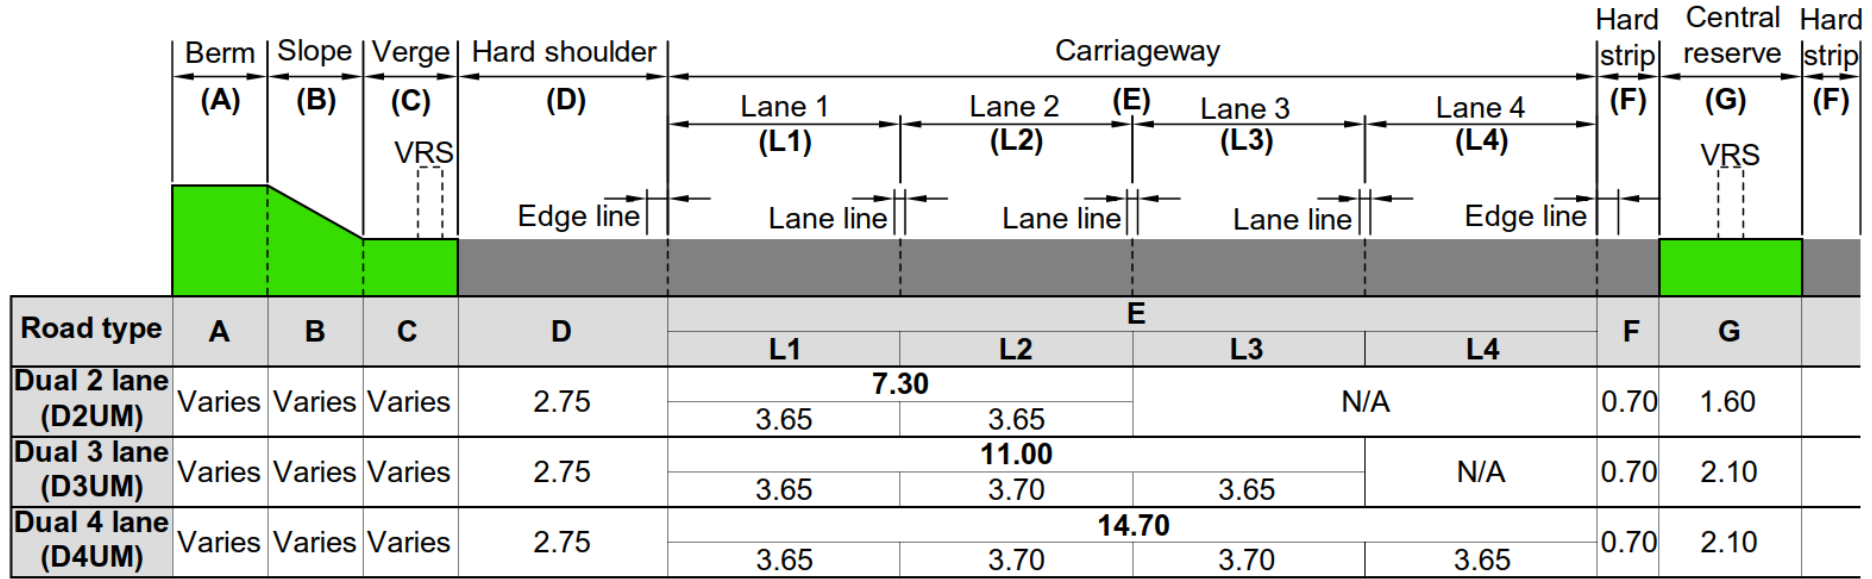 Berm Slope Verge Hard shoulder Carriageway Hard strip Central reserve Hard strip
(A) (B) (C) (D) (E) (F) (G) (F)
Lane 1 Lane 2 Lane 3 Lane 4
(L1) (L2) (L3) (L4)
VRS VRS
Edge line Lane line Lane line Lane line Edge line
Road type A B C D E F G
L1 L2 L3 L4
Dual 2 lane (D2UM) Varies Varies Varies 2.75 7.30 N/A 0.70 1.60
3.65 3.65
Dual 3 lane (D3UM) Varies Varies Varies 2.75 11.00 N/A 0.70 2.10
3.65 3.70 3.65
Dual 4 lane (D4UM) Varies Varies Varies 2.75 14.70 0.70 2.10
3.65 3.70 3.70 3.65